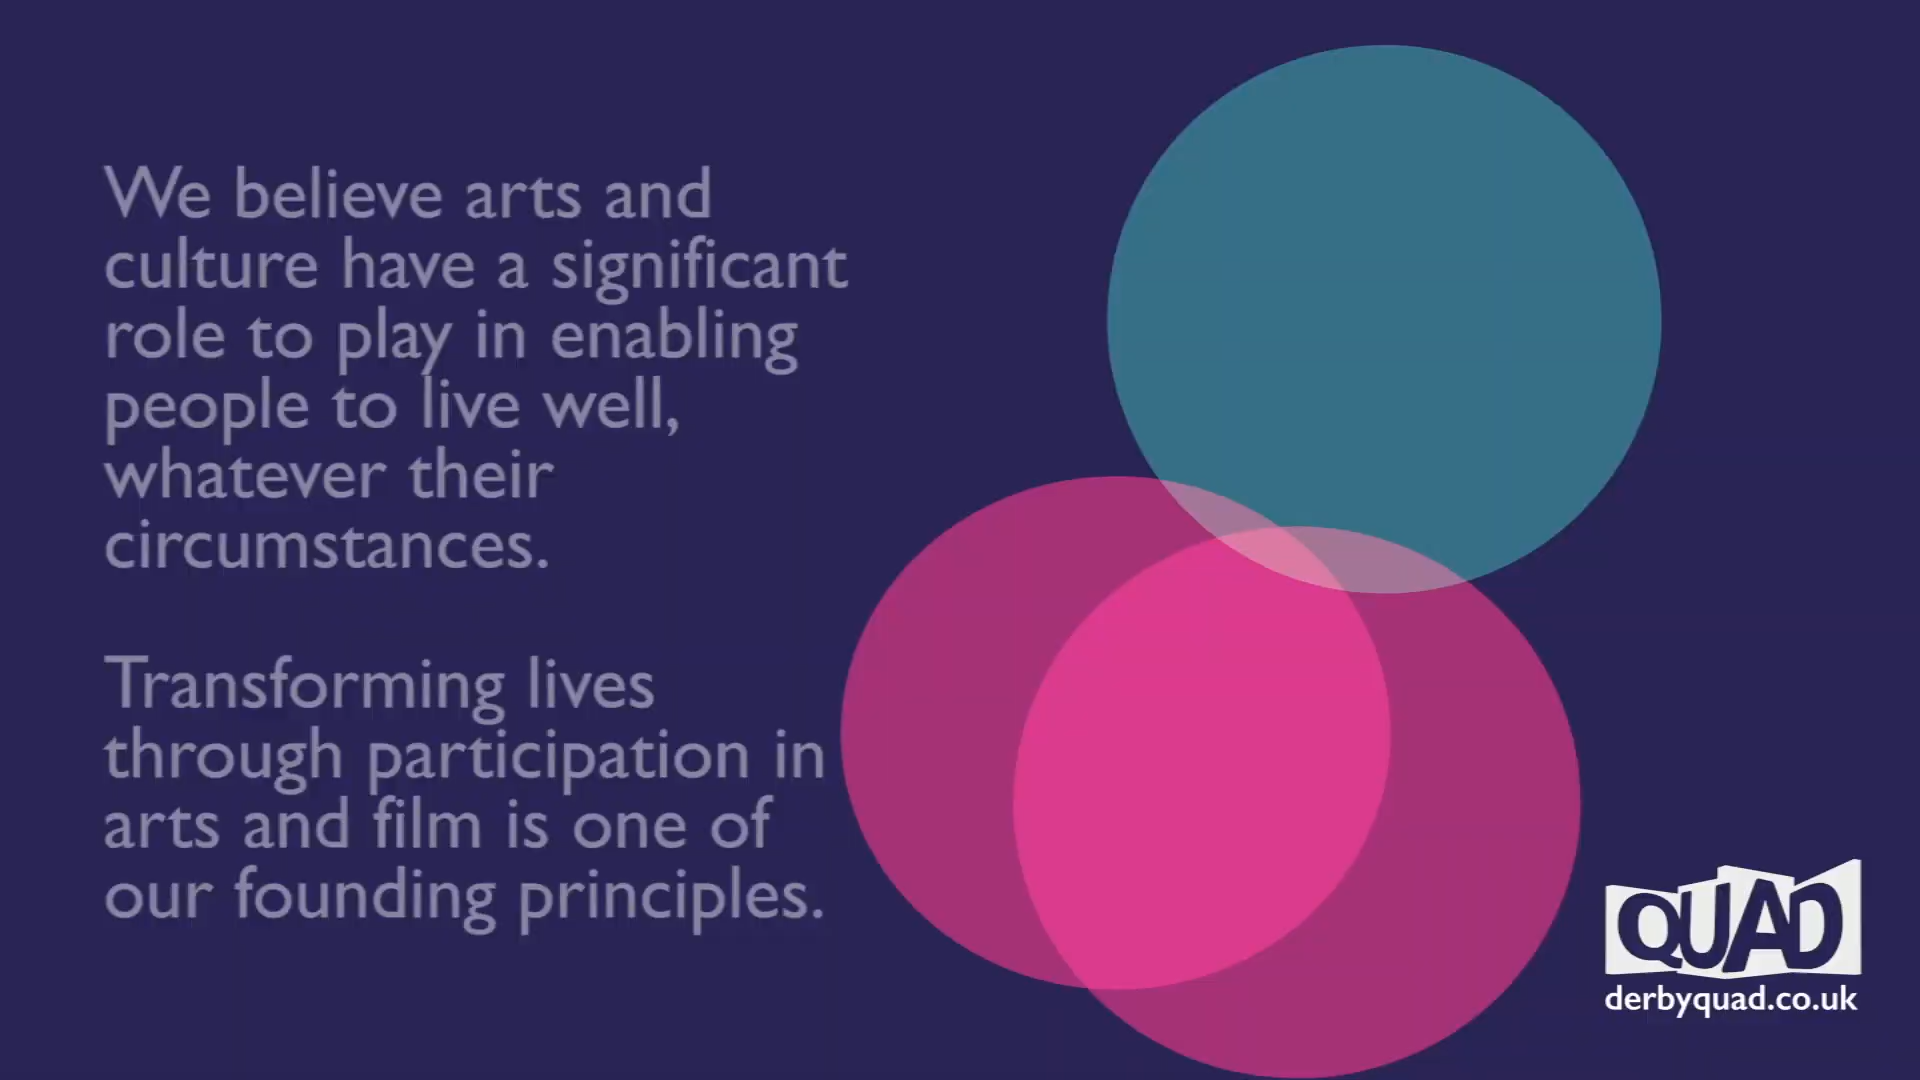 We believe arts and
culture have a significant
role to play in enabling
people to live well,
whatever their
circumstances.
Transforming lives
through participation in
arts and film is one of
our founding principles.
QUAD
derbyquad.co.uk